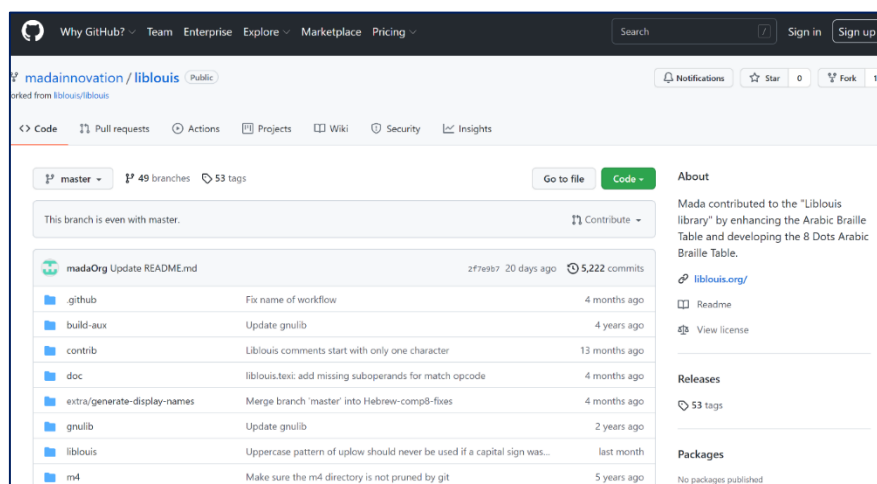 Why GitHub? Team Enterprise Explore Marketplace Pricing Search / Sign in Sign up
madainnovation / liblouis Public Notifications Star 0 Fork 1
orked from liblouis/liblouis
Code Pull requests Actions Projects Wiki Security Insights
master 49 branches 53 tags Go to file Code
This branch is even with master. Contribute
madaOrg Update README.md 2f7e9b7 20 days ago 5,222 commits
.github Fix name of workflow 4 months ago
build-aux Update gnulib 4 years ago
contrib Liblouis comments start with only one character 13 months ago
doc liblouis.texi: add missing suboperands for match opcode 4 months ago
extra/generate-display-names Merge branch 'master' into Hebrew-comp8-fixes 4 months ago
gnulib Update gnulib 2 years ago
liblouis Uppercase pattern of uplow should never be used if a capital sign was... last month
m4 Make sure the m4 directory is not pruned by git 5 years ago
About
Mada contributed to the "Liblouis
library" by enhancing the Arabic Braille
Table and developing the 8 Dots Arabic
Braille Table.
liblouis.org/
Readme
View license
Releases
53 tags
Packages
No packages published